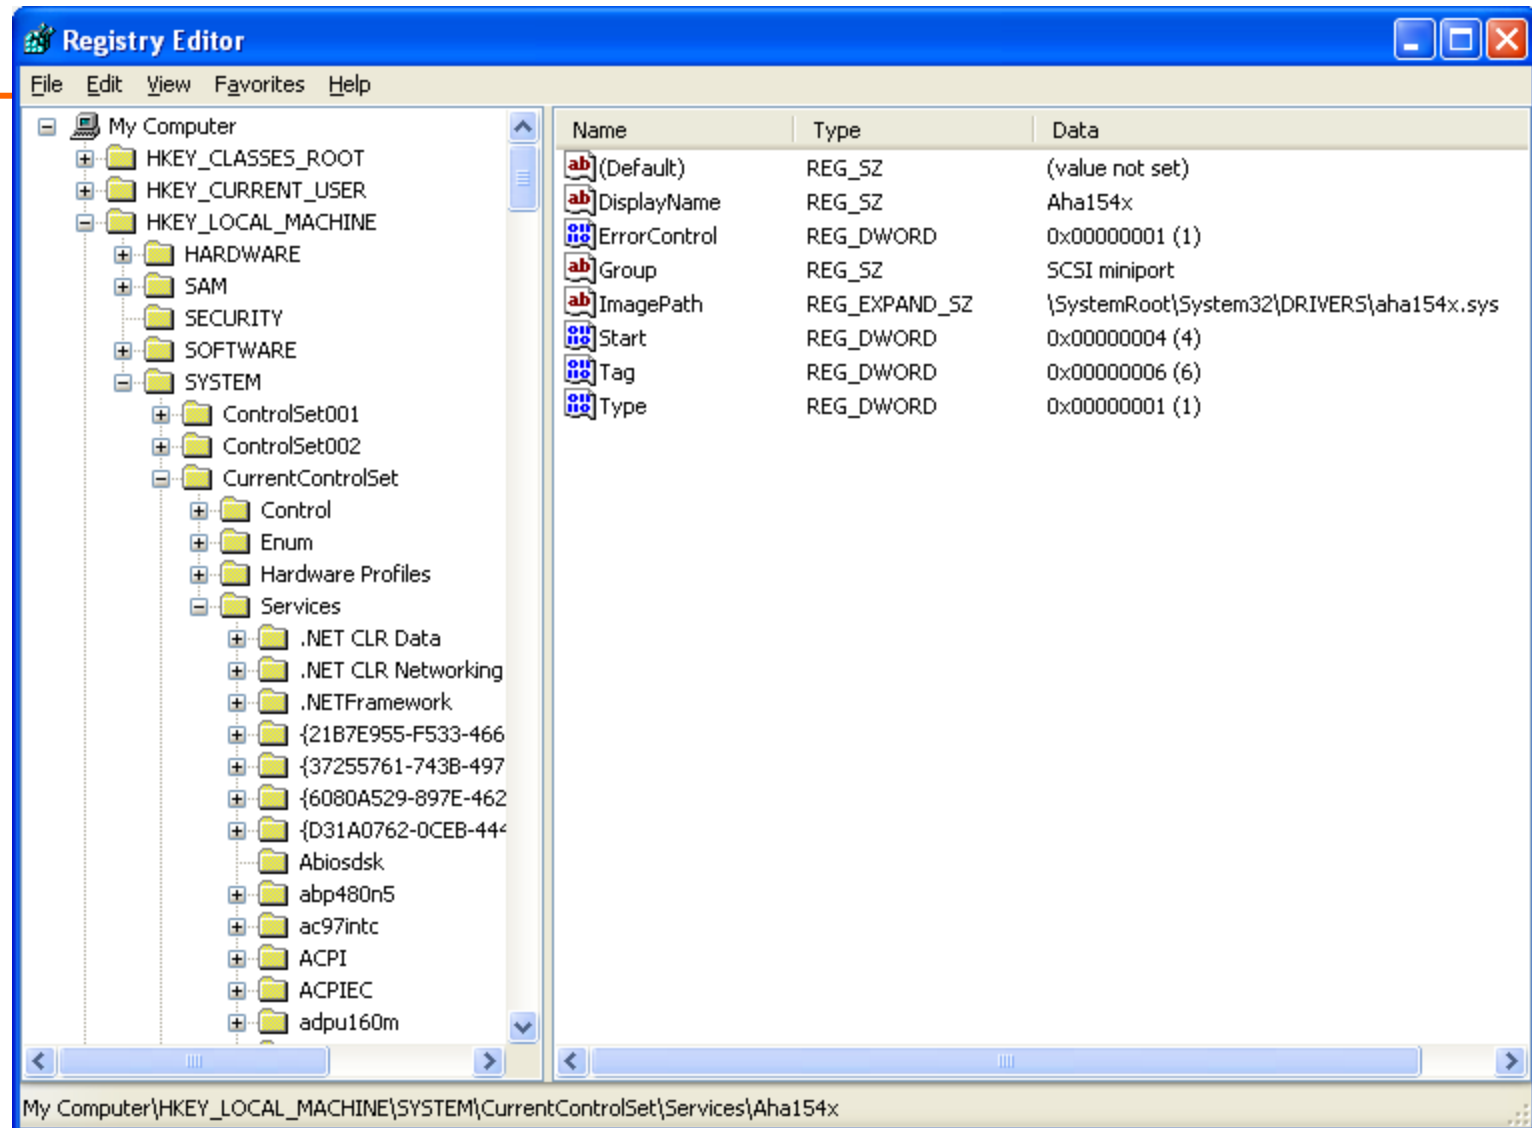 Registry Editor
File Edit View Favorites Help
My Computer
HKEY_CLASSES_ROOT
HKEY_CURRENT_USER
HKEY_LOCAL_MACHINE
HARDWARE
SAM
SECURITY
SOFTWARE
SYSTEM
ControlSet001
ControlSet002
CurrentControlSet
Control
Enum
Hardware Profiles
Services
.NET CLR Data
.NET CLR Networking
.NETFramework
{21B7E955-F533-466
{37255761-743B-497
{6080A529-897E-462
{D31A0762-0CEB-444
Abiosdsk
abp480n5
ac97intc
ACPI
ACPIEC
adpu160m
Name Type Data
(Default) REG_SZ (value not set)
DisplayName REG_SZ Aha154x
ErrorControl REG_DWORD 0x00000001 (1)
Group REG_SZ SCSI miniport
ImagePath REG_EXPAND_SZ \SystemRoot\System32\DRIVERS\aha154x.sys
Start REG_DWORD 0x00000004 (4)
Tag REG_DWORD 0x00000006 (6)
Type REG_DWORD 0x00000001 (1)
My Computer\HKEY_LOCAL_MACHINE\SYSTEM\CurrentControlSet\Services\Aha154x